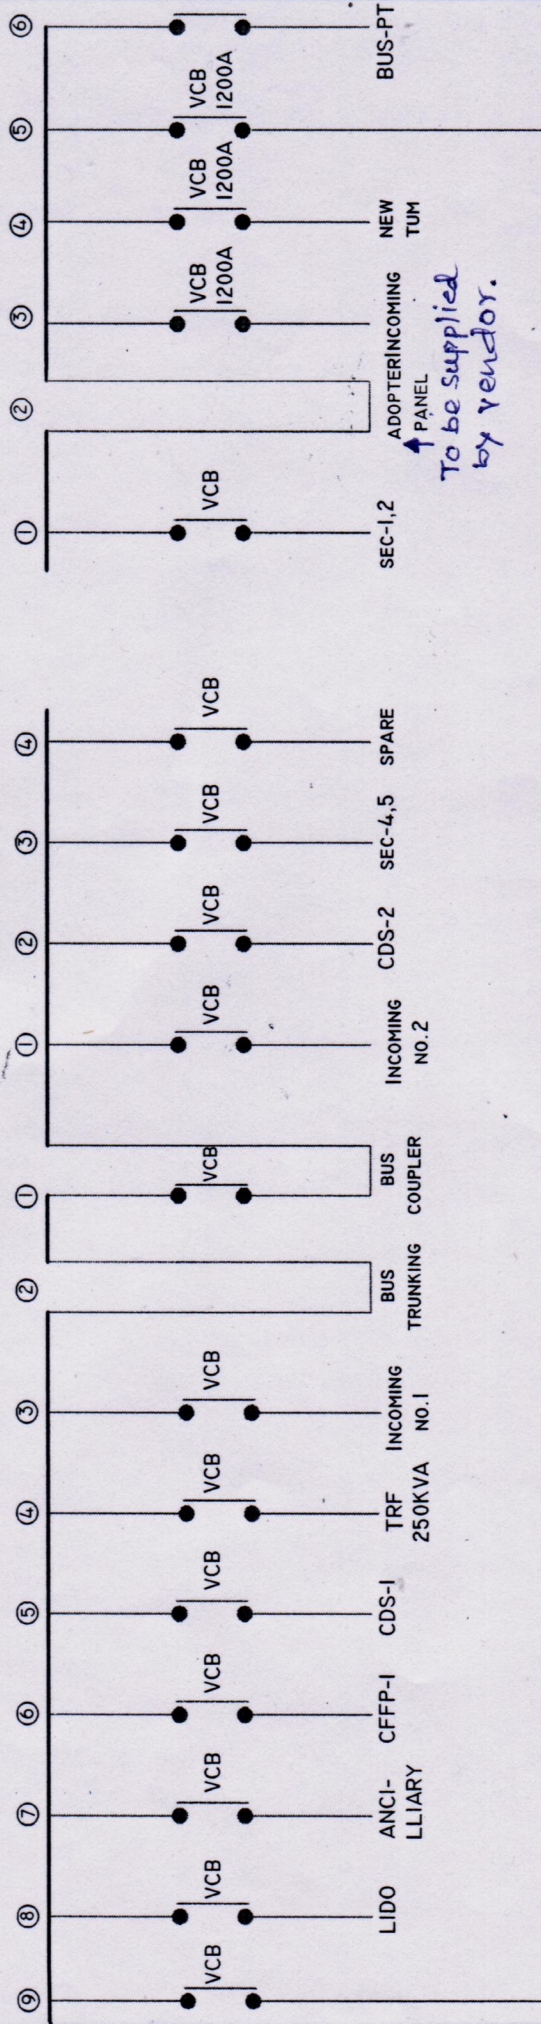 ⑨ ⑧ ⑦ ⑥ ⑤ ④ ③ ② ① ① ② ③ ④ ① ② ③ ④ ⑤ ⑥
VCB VCB VCB VCB VCB VCB VCB VCB VCB VCB VCB VCB VCB VCB VCB VCB
1200A 1200A 1200A
LIDO
ANCI-
LLIARY
CFFP-1
CDS-1
TRF
250KVA
INCOMING
NO.1
BUS
TRUNKING
BUS
COUPLER
INCOMING
NO.2
CDS-2
SEC-4,5
SPARE
SEC-1,2
ADOPTER
PANEL
INCOMING
NEW
TUM
BUS-PT
To be supplied
by vendor.